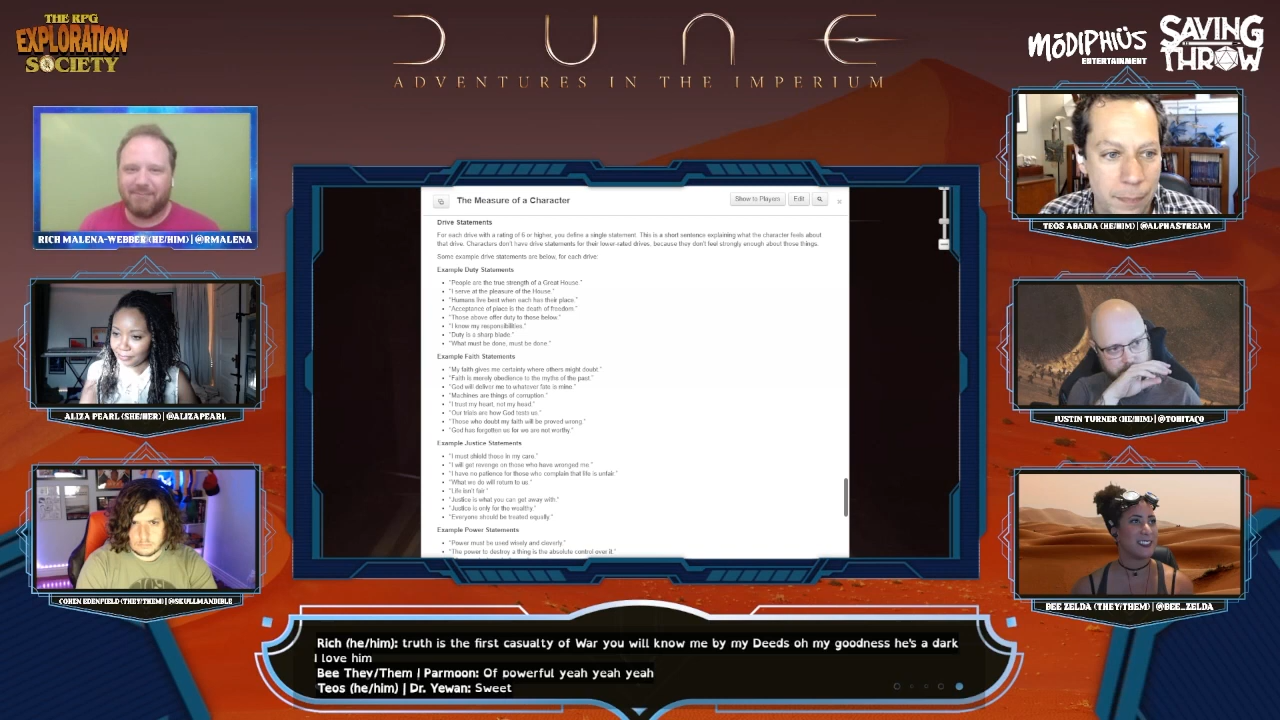 THE RPG
EXPLORATION
SOCIETY
DUNE
ADVENTURES IN THE IMPERIUM
MŌDIPHIÜS
ENTERTAINMENT
SAVING
THROW
RICH MALENA-WEBBER (HE/HIM) | @RMALENA
ALIZA PEARL (SHE/HER) | @ALIZAPEARL
COHEN EDENFIELD (THEY/THEM) | @SKULLMANDIBLE
The Measure of a Character
Show to Players
Edit
Drive Statements
For each drive with a rating of 6 or higher, you define a single statement. This is a short sentence explaining what the character feels about
that drive. Characters don't have drive statements for their lower-rated drives, because they don't feel strongly enough about those things.
Some example drive statements are below, for each drive:
Example Duty Statements
• "People are the true strength of a Great House."
• "I serve at the pleasure of the House."
• "Humans live best when each has their place."
• "Acceptance of place is the death of freedom."
• "Those above offer duty to those below."
• "I know my responsibilities."
• "Duty is a sharp blade."
• "What must be done, must be done."
Example Faith Statements
• "My faith gives me certainty where others might doubt."
• "Faith is merely obedience to the myths of the past."
• "God will deliver me to whatever fate is mine."
• "Machines are things of corruption."
• "I trust my heart, not my head."
• "Our trials are how God tests us."
• "Those who doubt my faith will be proved wrong."
• "God has forgotten us for we are not worthy."
Example Justice Statements
• "I must shield those in my care."
• "I will get revenge on those who have wronged me."
• "I have no patience for those who complain that life is unfair."
• "What we do will return to us."
• "Life isn't fair."
• "Justice is what you can get away with."
• "Justice is only for the wealthy."
• "Everyone should be treated equally."
Example Power Statements
• "Power must be used wisely and cleverly."
• "The power to destroy a thing is the absolute control over it."
TEOS ABADIA (HE/HIM) | @ALPHASTREAM
JUSTIN TURNER (HE/HIM) | @TOHITACO
BEE ZELDA (THEY/THEM) | @BEE_ZELDA
Rich (he/him): truth is the first casualty of War you will know me by my Deeds oh my goodness he's a dark
I love him
Bee They/Them | Parmoon: Of powerful yeah yeah yeah
Teos (he/him) | Dr. Yewan: Sweet